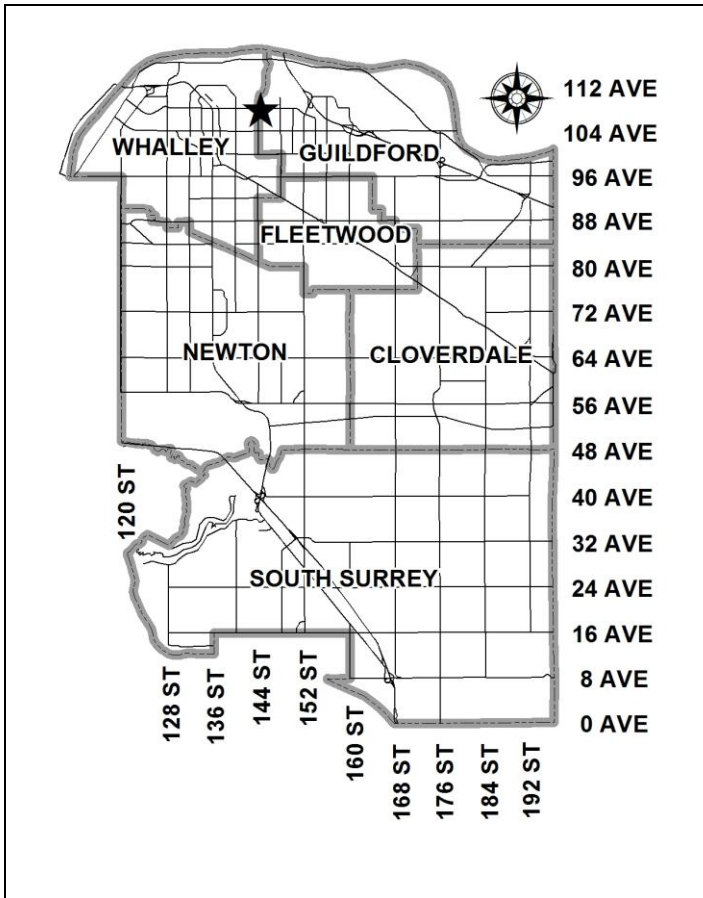 112 AVE
104 AVE
WHALLEY
GUILDFORD
96 AVE
88 AVE
FLEETWOOD
80 AVE
72 AVE
NEWTON
CLOVERDALE
64 AVE
56 AVE
48 AVE
120 ST
40 AVE
32 AVE
SOUTH SURREY
24 AVE
16 AVE
8 AVE
128 ST
136 ST
144 ST
152 ST
160 ST
0 AVE
168 ST
176 ST
184 ST
192 ST